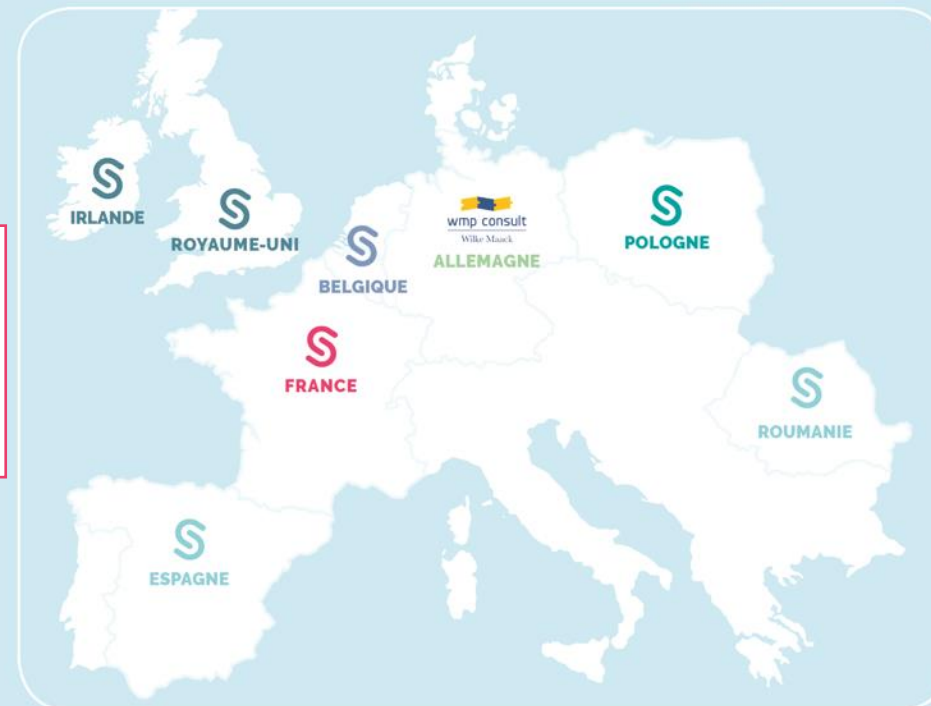 IRLANDE
ROYAUME-UNI
BELGIQUE
wmp consult
Wilke Maack
ALLEMAGNE
POLOGNE
FRANCE
ROUMANIE
ESPAGNE